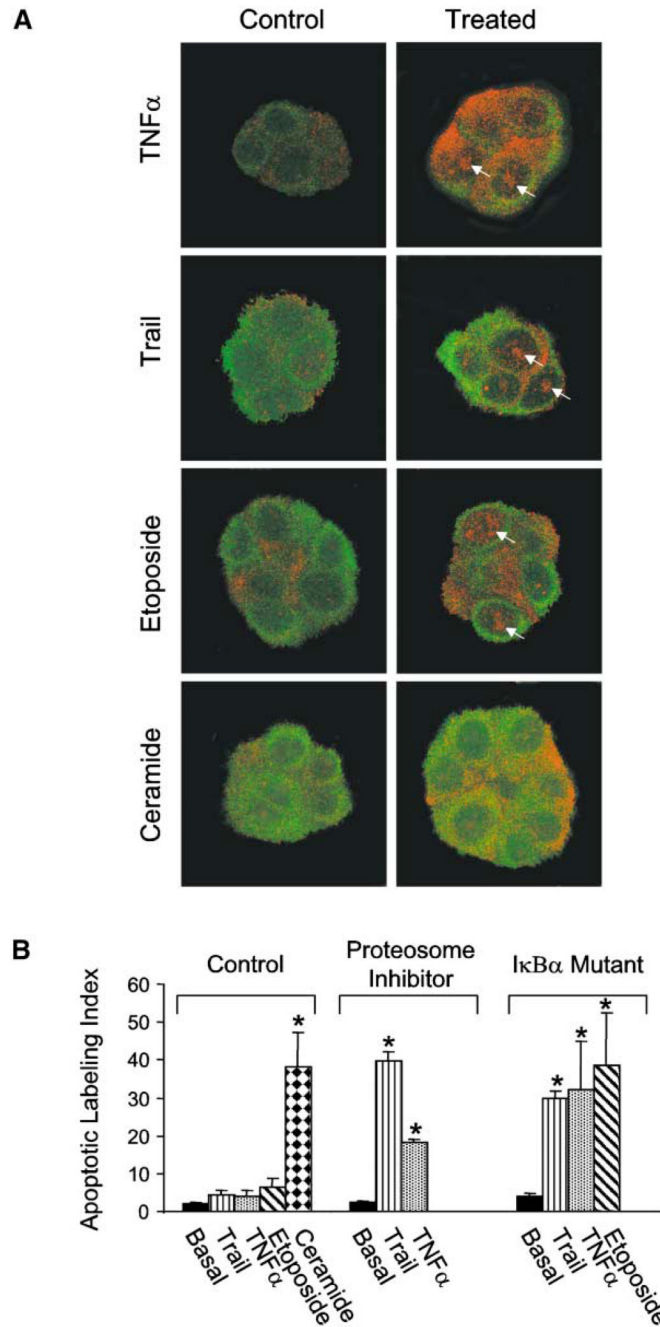 A
Control Treated
TNFα
Trail
Etoposide
Ceramide
B
Control
Proteosome
Inhibitor
IκBα Mutant
Apoptotic Labeling Index
60
50
40
30
20
10
0
* * * * * *
Basal Trail TNFα Etoposide Ceramide Basal Trail TNFα Basal Trail TNFα Etoposide